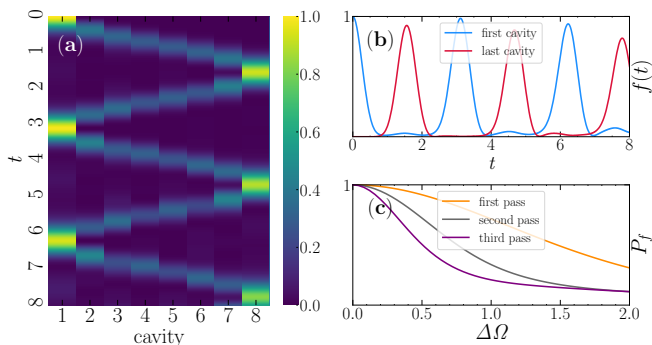 (a)
0
1
2
3
4
5
6
7
8
t
1 2 3 4 5 6 7 8
cavity
1.0
0.8
0.6
0.4
0.2
0.0
(b)
first cavity
last cavity
1
0 2 4 6 8
t
f(t)
(c)
first pass
second pass
third pass
1
0.0 0.5 1.0 1.5 2.0
ΔΩ
P_f